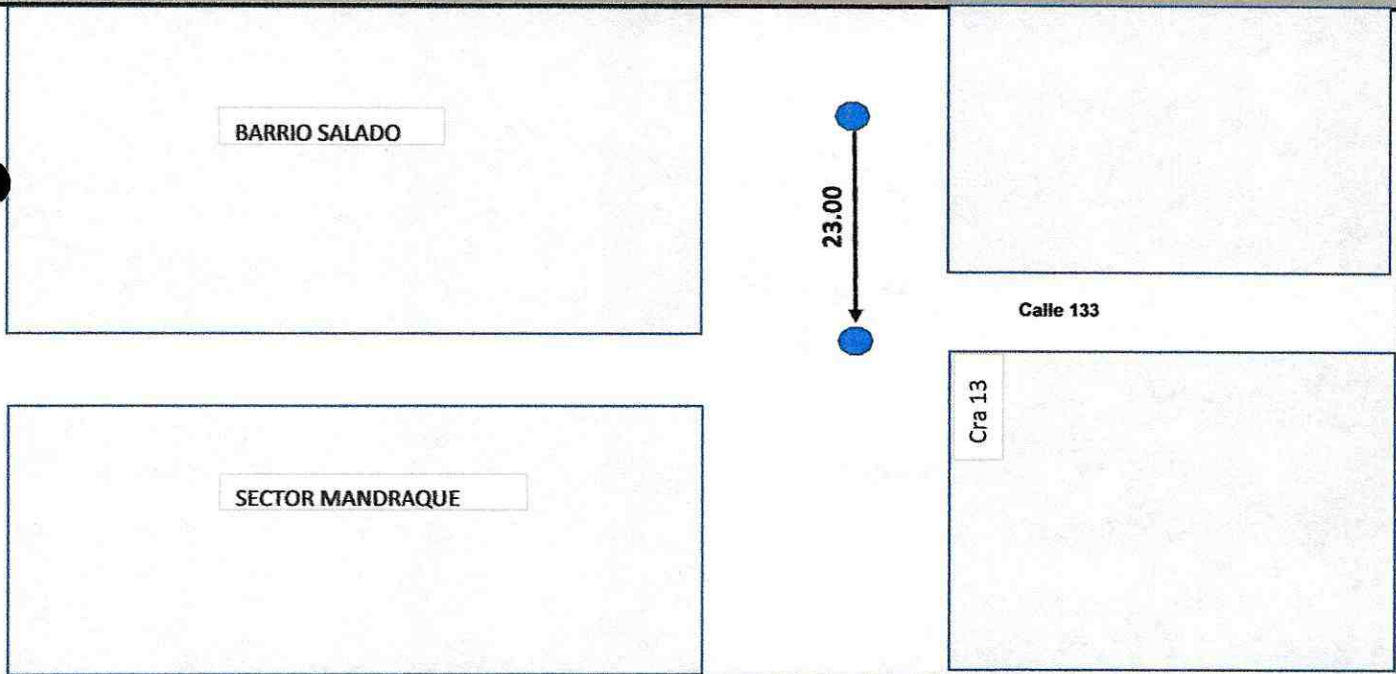 BARRIO SALADO
23.00
Calle 133
Cra 13
SECTOR MANDRAQUE